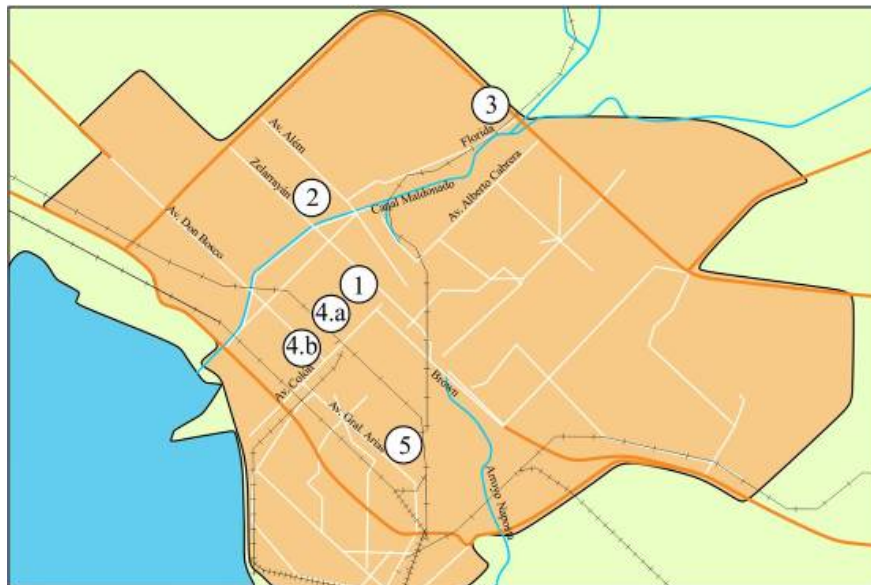 3
Florida
Av. Além
Zelarrayán
2
Canal Maldonado
Av. Alberto Cabrera
Av. Don Bosco
1
4.a
4.b
Av. Colón
Brown
Av. Gral. Arias
5
Arroyo Napostá